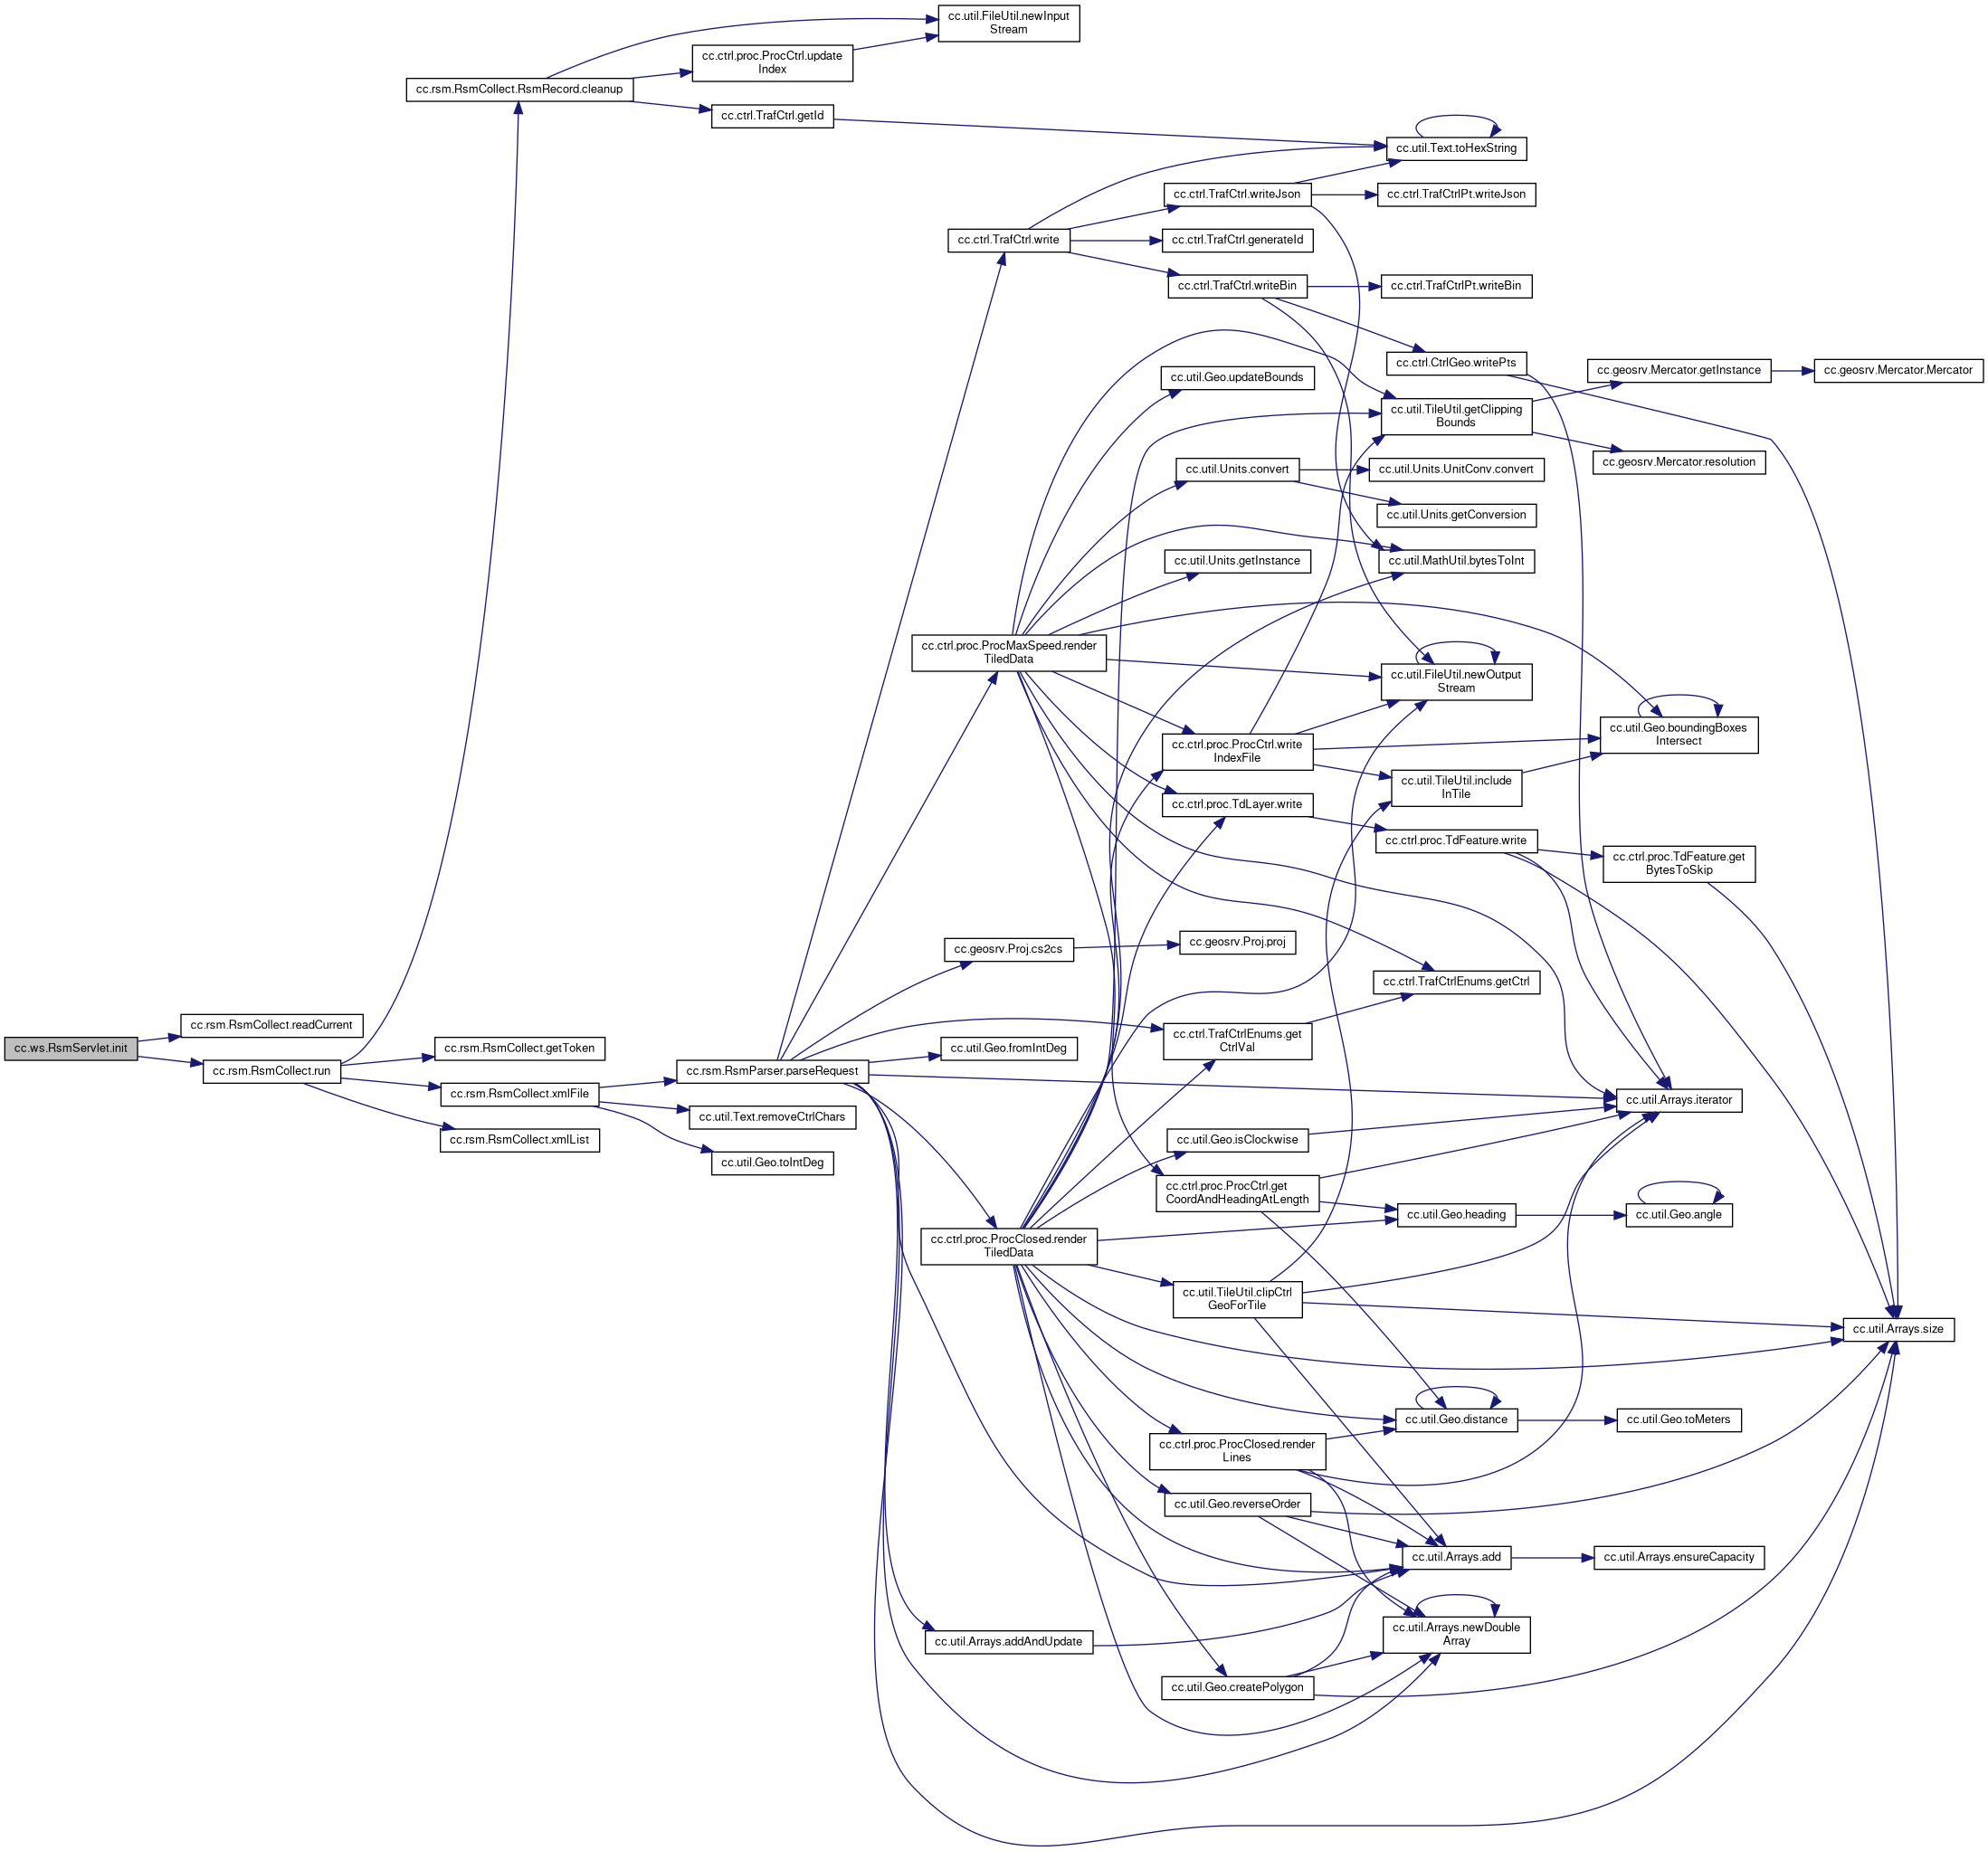 cc.util.FileUtil.newInput
Stream
cc.ctrl.proc.ProcCtrl.update
Index
cc.rsm.RsmCollect.RsmRecord.cleanup
cc.ctrl.TrafCtrl.getId
cc.util.Text.toHexString
cc.ctrl.TrafCtrl.writeJson
cc.ctrl.TrafCtrlPt.writeJson
cc.ctrl.TrafCtrl.write
cc.ctrl.TrafCtrl.generateId
cc.ctrl.TrafCtrl.writeBin
cc.ctrl.TrafCtrlPt.writeBin
cc.ctrl.CtrlGeo.writePts
cc.geosrv.Mercator.getInstance
cc.geosrv.Mercator.Mercator
cc.util.Geo.updateBounds
cc.util.TileUtil.getClipping
Bounds
cc.geosrv.Mercator.resolution
cc.util.Units.convert
cc.util.Units.UnitConv.convert
cc.util.Units.getConversion
cc.util.Units.getInstance
cc.util.MathUtil.bytesToInt
cc.ctrl.proc.ProcMaxSpeed.render
TiledData
cc.util.FileUtil.newOutput
Stream
cc.util.Geo.boundingBoxes
Intersect
cc.ctrl.proc.ProcCtrl.write
IndexFile
cc.util.TileUtil.include
InTile
cc.ctrl.proc.TdLayer.write
cc.ctrl.proc.TdFeature.write
cc.ctrl.proc.TdFeature.get
BytesToSkip
cc.geosrv.Proj.cs2cs
cc.geosrv.Proj.proj
cc.ctrl.TrafCtrlEnums.getCtrl
cc.rsm.RsmCollect.readCurrent
cc.ws.RsmServlet.init
cc.rsm.RsmCollect.run
cc.rsm.RsmCollect.getToken
cc.rsm.RsmCollect.xmlFile
cc.rsm.RsmCollect.xmlList
cc.rsm.RsmParser.parseRequest
cc.util.Text.removeCtrlChars
cc.util.Geo.toIntDeg
cc.util.Geo.fromIntDeg
cc.ctrl.TrafCtrlEnums.get
CtrlVal
cc.util.Arrays.iterator
cc.util.Geo.isClockwise
cc.ctrl.proc.ProcCtrl.get
CoordAndHeadingAtLength
cc.util.Geo.heading
cc.util.Geo.angle
cc.ctrl.proc.ProcClosed.render
TiledData
cc.util.TileUtil.clipCtrl
GeoForTile
cc.util.Arrays.size
cc.util.Geo.distance
cc.util.Geo.toMeters
cc.ctrl.proc.ProcClosed.render
Lines
cc.util.Geo.reverseOrder
cc.util.Arrays.add
cc.util.Arrays.ensureCapacity
cc.util.Arrays.addAndUpdate
cc.util.Arrays.newDouble
Array
cc.util.Geo.createPolygon